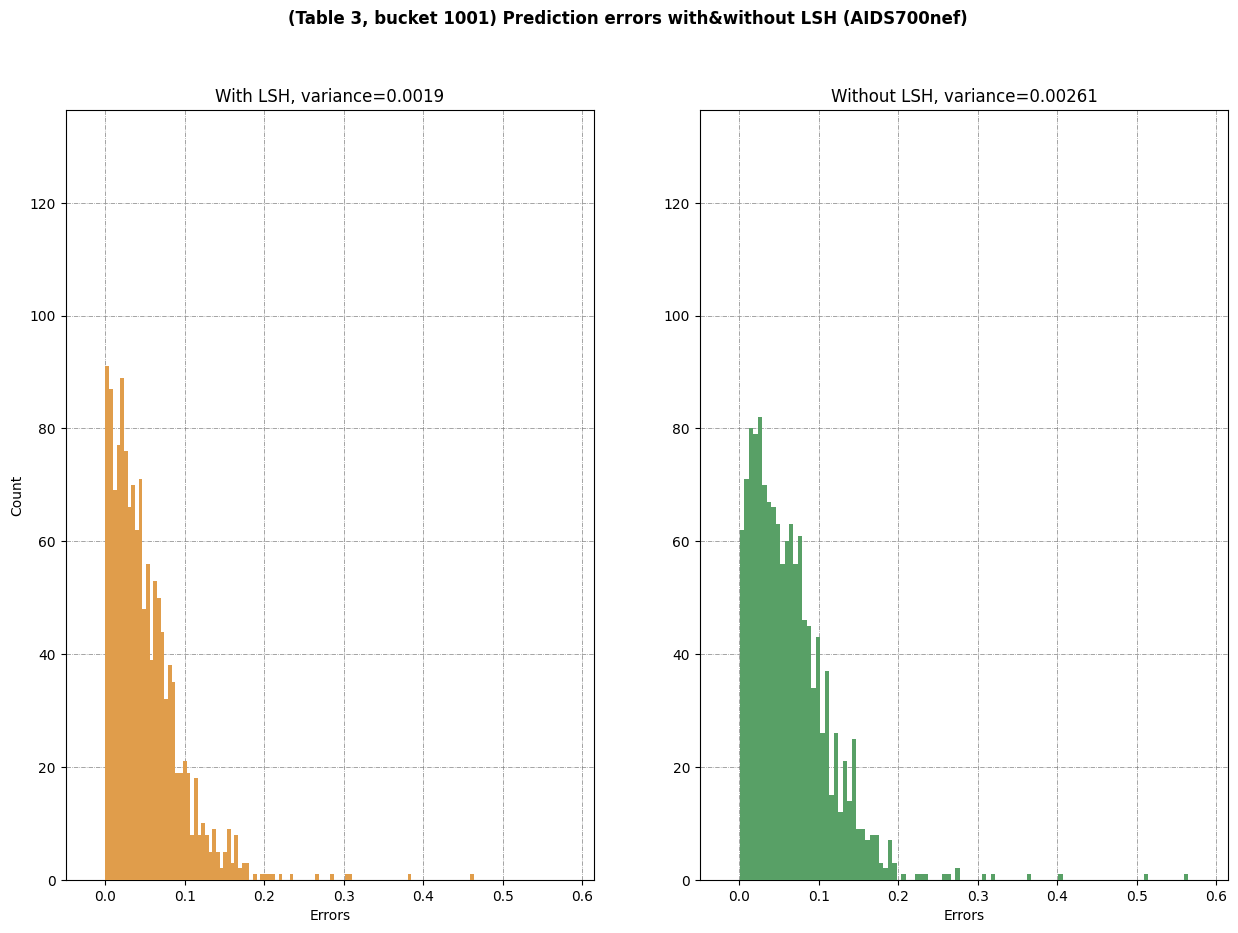 (Table 3, bucket 1001) Prediction errors with&without LSH (AIDS700nef)
With LSH, variance=0.0019
120
100
80
60
40
20
0
Count
0.0 0.1 0.2 0.3 0.4 0.5 0.6
Errors
Without LSH, variance=0.00261
120
100
80
60
40
20
0
0.0 0.1 0.2 0.3 0.4 0.5 0.6
Errors